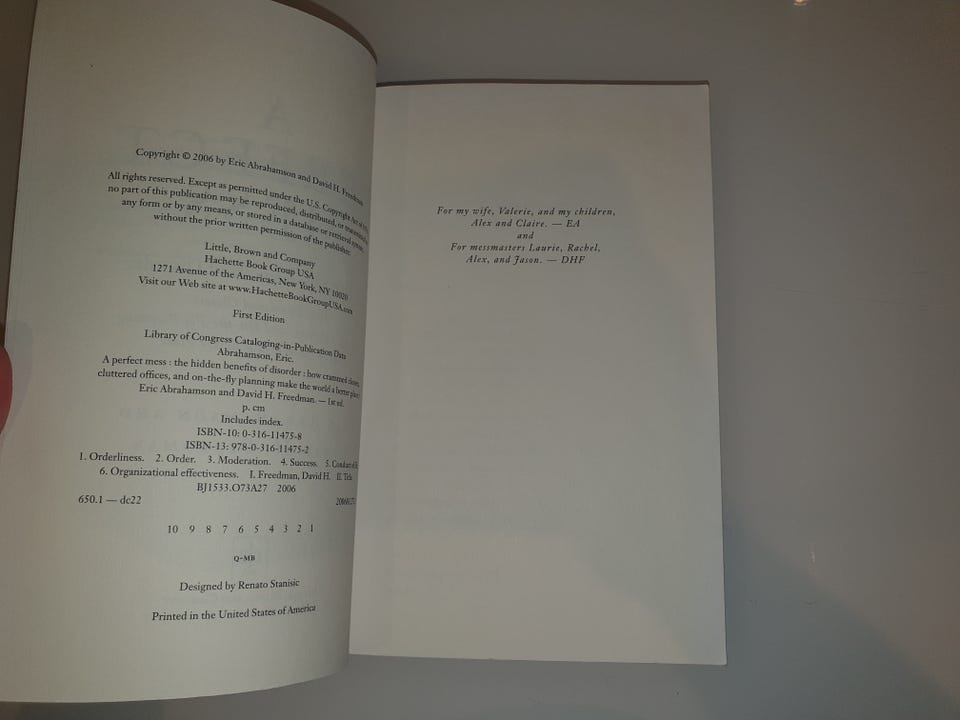 Copyright © 2006 by Eric Abrahamson and David H. Freedman
All rights reserved. Except as permitted under the U.S. Copyright Act of
no part of this publication may be reproduced, distributed, or transmitted in
any form or by any means, or stored in a database or retrieval system,
without the prior written permission of the publisher.
Little, Brown and Company
Hachette Book Group USA
1271 Avenue of the Americas, New York, NY 10020
Visit our Web site at www.HachetteBookGroupUSA.com
First Edition
Library of Congress Cataloging-in-Publication Data
Abrahamson, Eric.
A perfect mess : the hidden benefits of disorder : how crammed closets,
cluttered offices, and on-the-fly planning make the world a better place
Eric Abrahamson and David H. Freedman. — 1st ed.
p. cm
Includes index.
ISBN-10: 0-316-11475-8
ISBN-13: 978-0-316-11475-2
1. Orderliness. 2. Order. 3. Moderation. 4. Success. 5. Conduct of
6. Organizational effectiveness. I. Freedman, David H. II. Title
BJ1533.O73A27 2006
650.1 — dc22
10 9 8 7 6 5 4 3 2 1
Q-MB
Designed by Renato Stanisic
Printed in the United States of America
For my wife, Valerie, and my children,
Alex and Claire. — EA
and
For messmasters Laurie, Rachel,
Alex, and Jason. — DHF